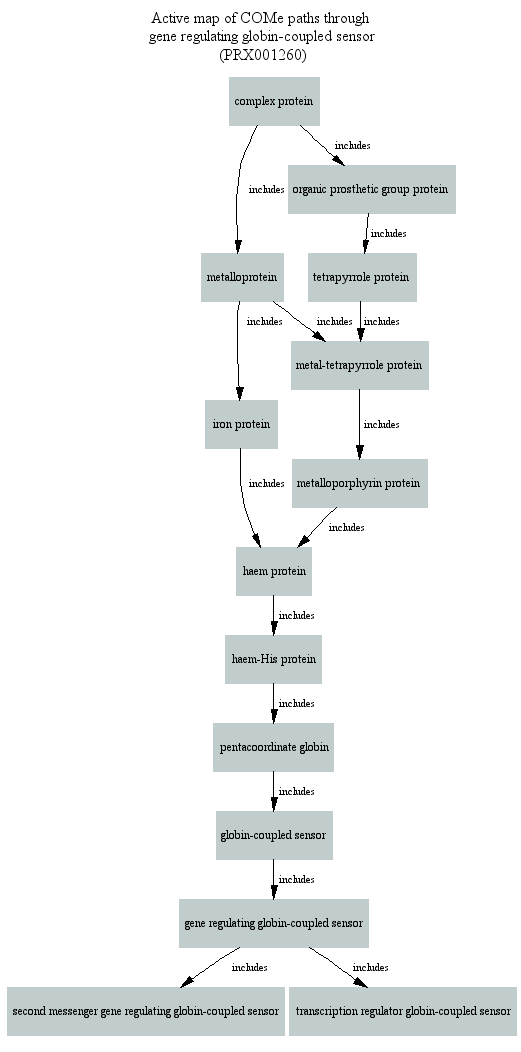 Active map of COMe paths through
gene regulating globin-coupled sensor
(PRX001260)
complex protein
includes
includes
organic prosthetic group protein
includes
metalloprotein
tetrapyrrole protein
includes
includes
includes
metal-tetrapyrrole protein
iron protein
includes
includes
metalloporphyrin protein
includes
haem protein
includes
haem-His protein
includes
pentacoordinate globin
includes
globin-coupled sensor
includes
gene regulating globin-coupled sensor
includes
includes
second messenger gene regulating globin-coupled sensor
transcription regulator globin-coupled sensor